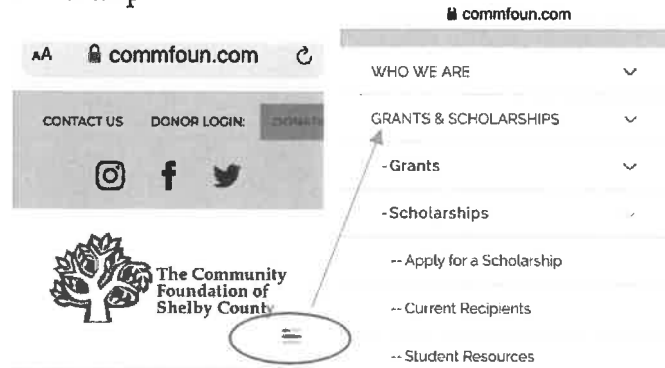 AA commfoun.com
CONTACT US DONOR LOGIN:
The Community
Foundation of
Shelby County
commfoun.com
WHO WE ARE
GRANTS & SCHOLARSHIPS
- Grants
- Scholarships
-- Apply for a Scholarship
-- Current Recipients
-- Student Resources